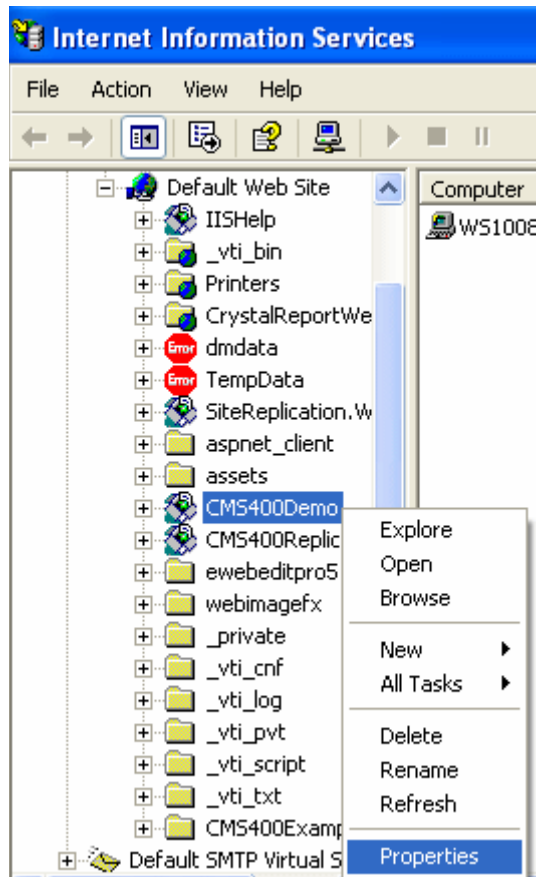 Internet Information Services
File Action View Help
Default Web Site
Computer
IISHelp
WS1008
_vti_bin
Printers
CrystalReportWe
Error dmdata
Error TempData
SiteReplication.W
aspnet_client
assets
CMS400Demo
CMS400Replic
ewebeditpro5
webimagefx
_private
_vti_cnf
_vti_log
_vti_pvt
_vti_script
_vti_txt
CMS400Examp
Default SMTP Virtual S
Explore
Open
Browse
New
All Tasks
Delete
Rename
Refresh
Properties